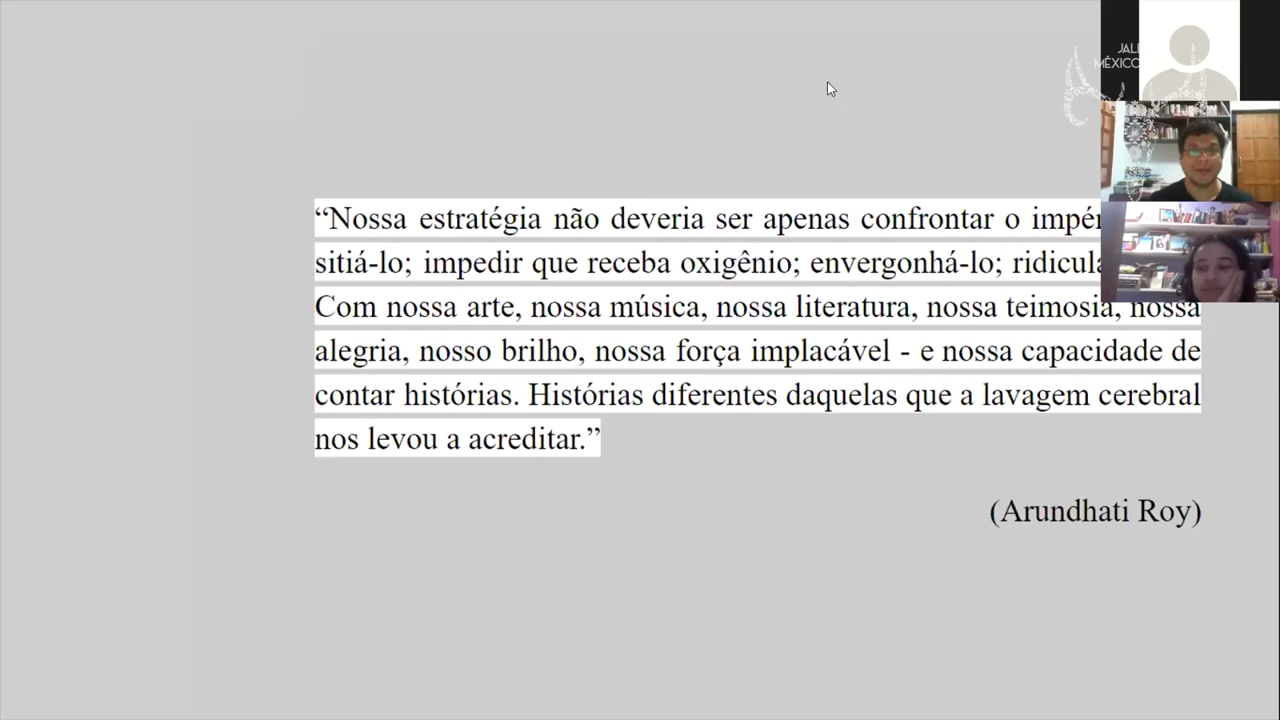 JAL
MÉXICO
“Nossa estratégia não deveria ser apenas confrontar o
sitiá-lo; impedir que receba oxigênio; envergonhá-lo;
Com nossa arte, nossa música, nossa literatura, nossa teimosia, nossa
alegria, nosso brilho, nossa força implacável - e nossa capacidade de
contar histórias. Histórias diferentes daquelas que a lavagem cerebral
nos levou a acreditar.”
(Arundhati Roy)